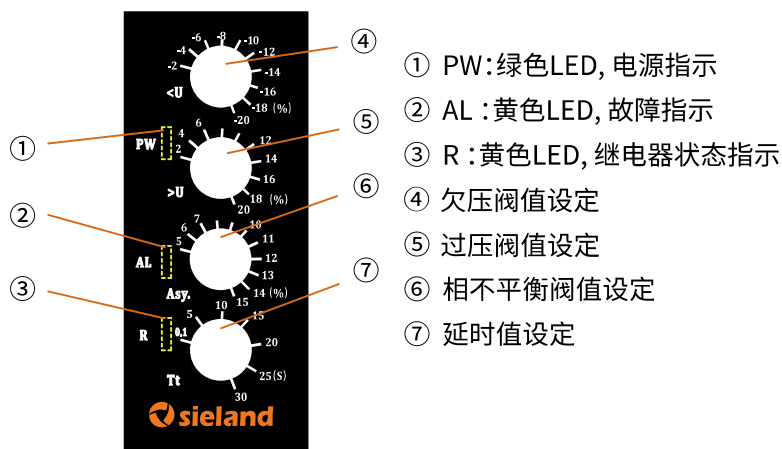 -2
-4
-6
-8
-10
-12
-14
-16
-18 (%)
-20
<U
④
① PW:绿色LED, 电源指示
② AL :黄色LED, 故障指示
③ R :黄色LED, 继电器状态指示
④ 欠压阀值设定
⑤ 过压阀值设定
⑥ 相不平衡阀值设定
⑦ 延时值设定
①
PW
2
4
6
12
14
16
18 (%)
20
>U
⑤
②
AL
5
6
7
10
11
12
13
14 (%)
15
Asy.
⑥
③
R
0.1
5
10
15
20
25(S)
30
Tt
⑦
sieland